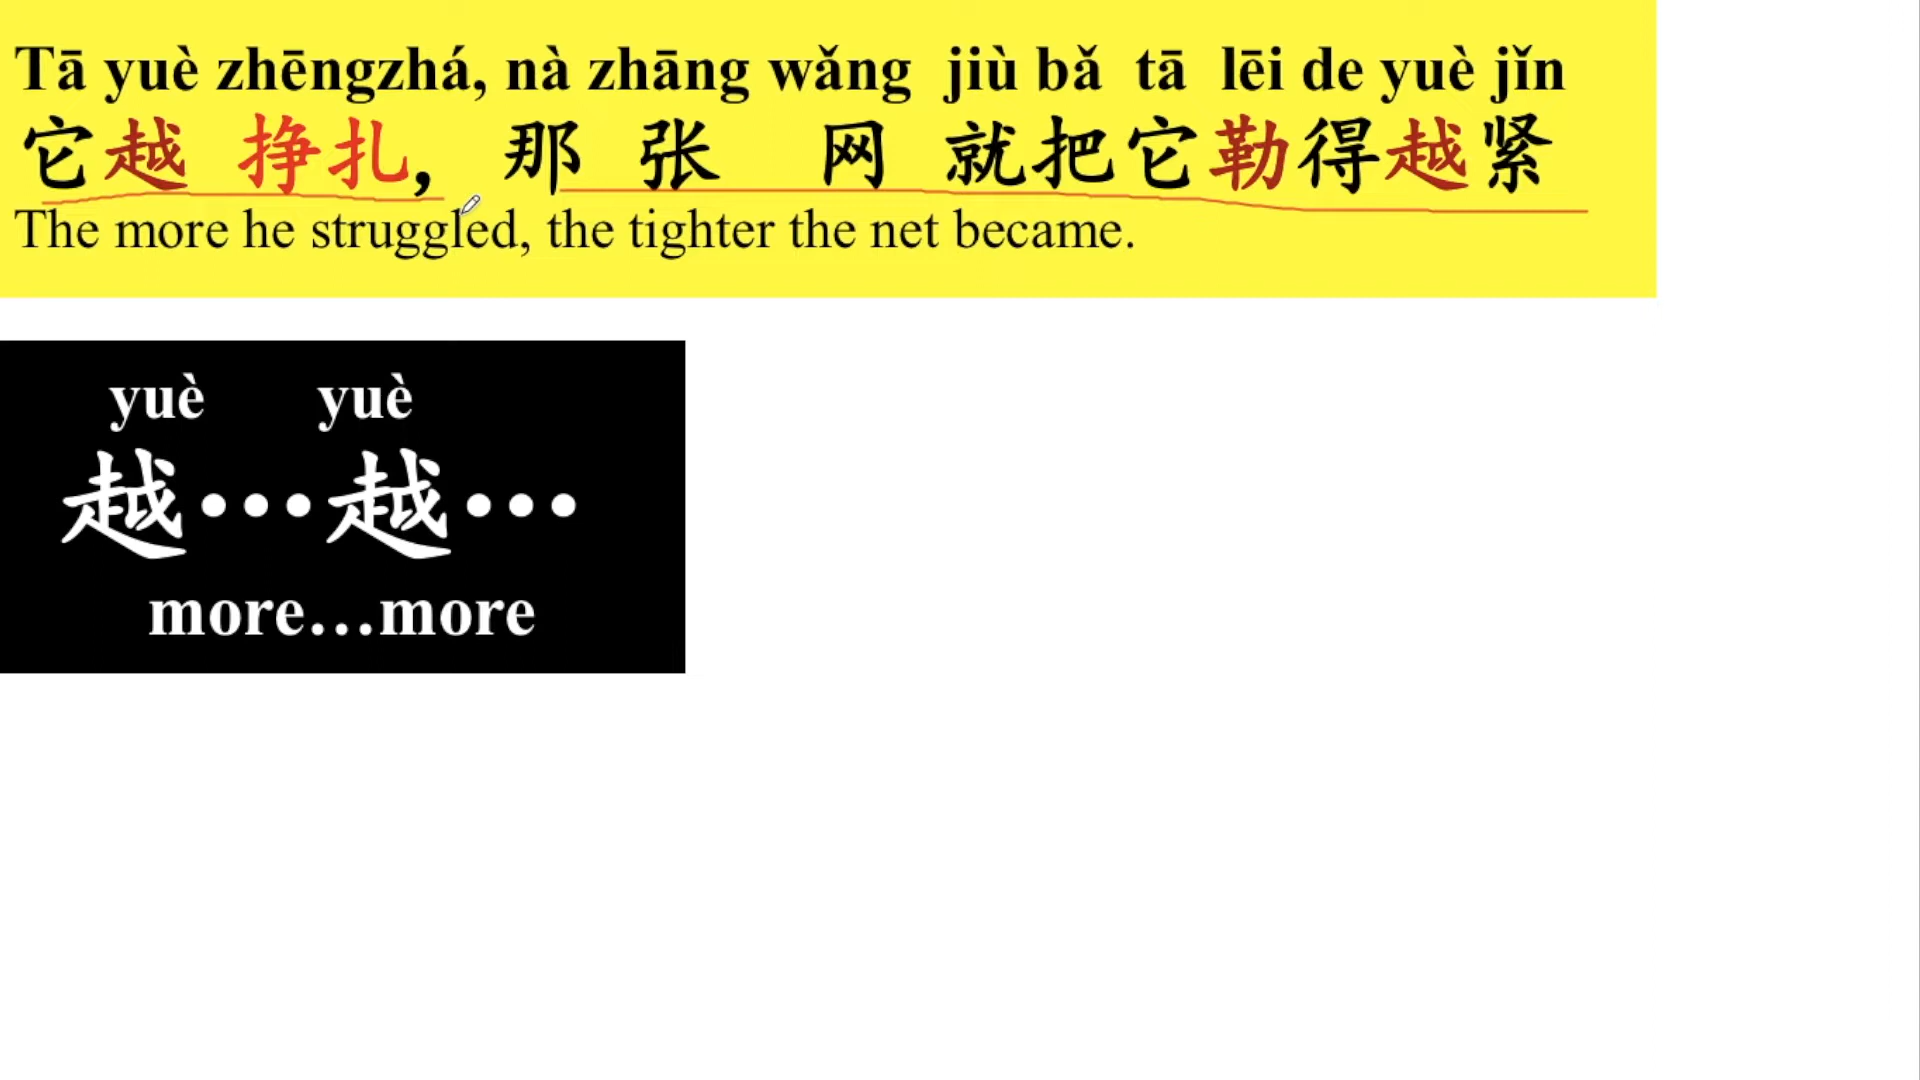 Tā yuè zhēngzhá, nà zhāng wǎng jiù bǎ tā lēi de yuè jǐn
它越 挣扎, 那 张 网 就把它勒得越紧
The more he struggled, the tighter the net became.
yuè yuè
越···越···
more…more